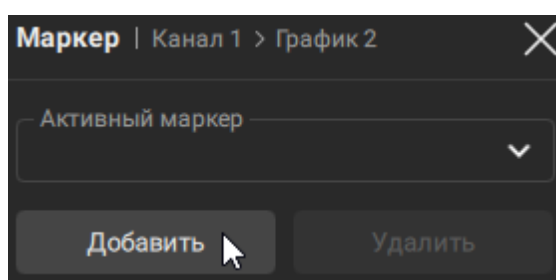 Маркер | Канал 1 > График 2
Активный маркер
Добавить
Удалить